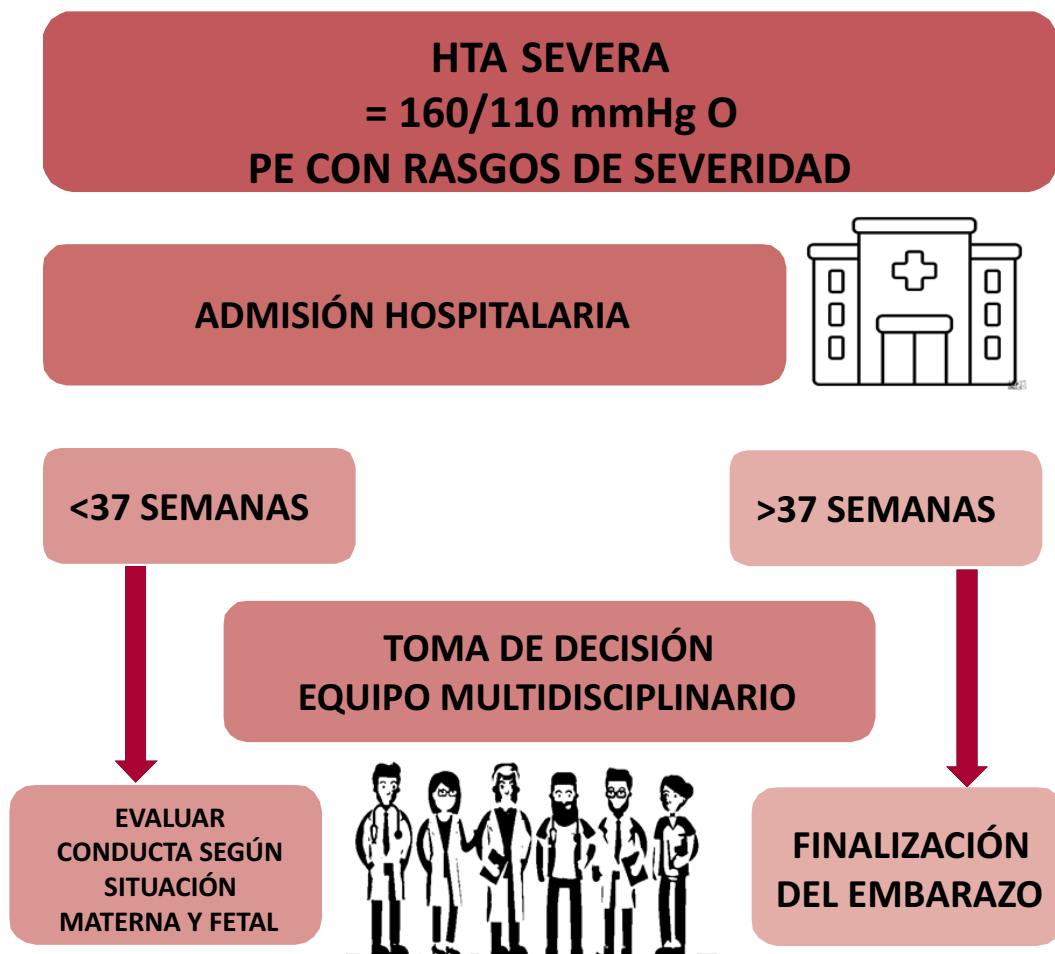 HTA SEVERA
= 160/110 mmHg O
PE CON RASGOS DE SEVERIDAD
ADMISIÓN HOSPITALARIA
<37 SEMANAS
>37 SEMANAS
TOMA DE DECISIÓN
EQUIPO MULTIDISCIPLINARIO
EVALUAR
CONDUCTA SEGÚN
SITUACIÓN
MATERNA Y FETAL
FINALIZACIÓN
DEL EMBARAZO